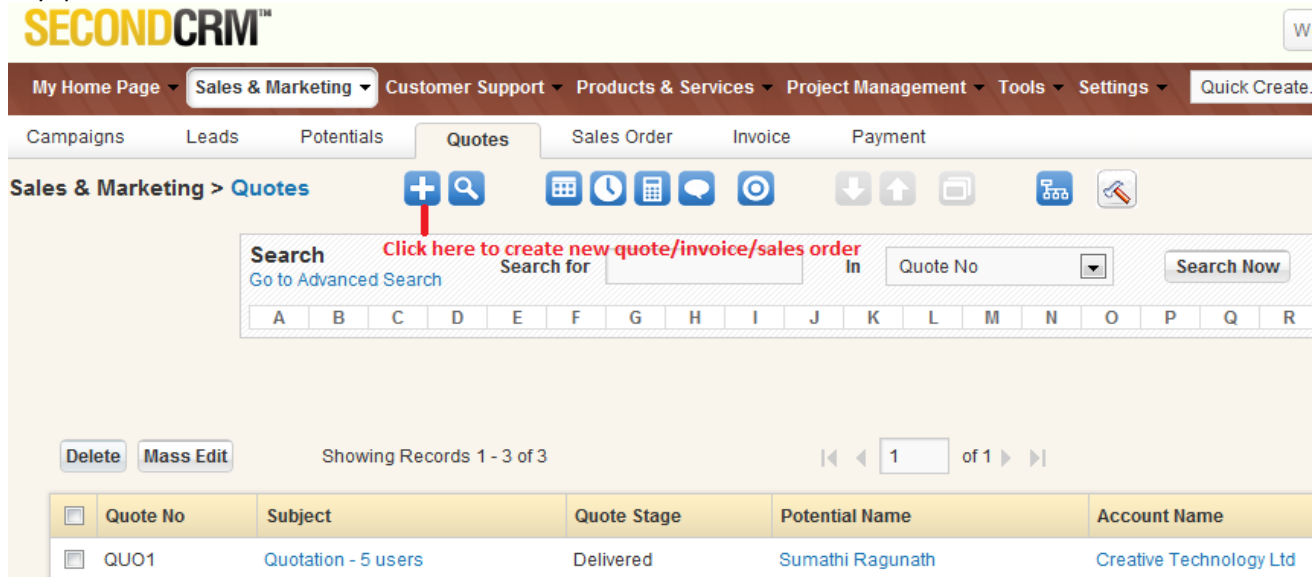 SECONDCRM™
W
My Home Page Sales & Marketing Customer Support Products & Services Project Management Tools Settings Quick Create.
Campaigns Leads Potentials Quotes Sales Order Invoice Payment
Sales & Marketing > Quotes
Click here to create new quote/invoice/sales order
Search Search for In Quote No Search Now
Go to Advanced Search
A B C D E F G H I J K L M N O P Q R
Delete Mass Edit Showing Records 1 - 3 of 3 1 of 1
Quote No Subject Quote Stage Potential Name Account Name
QUO1 Quotation - 5 users Delivered Sumathi Ragunath Creative Technology Ltd